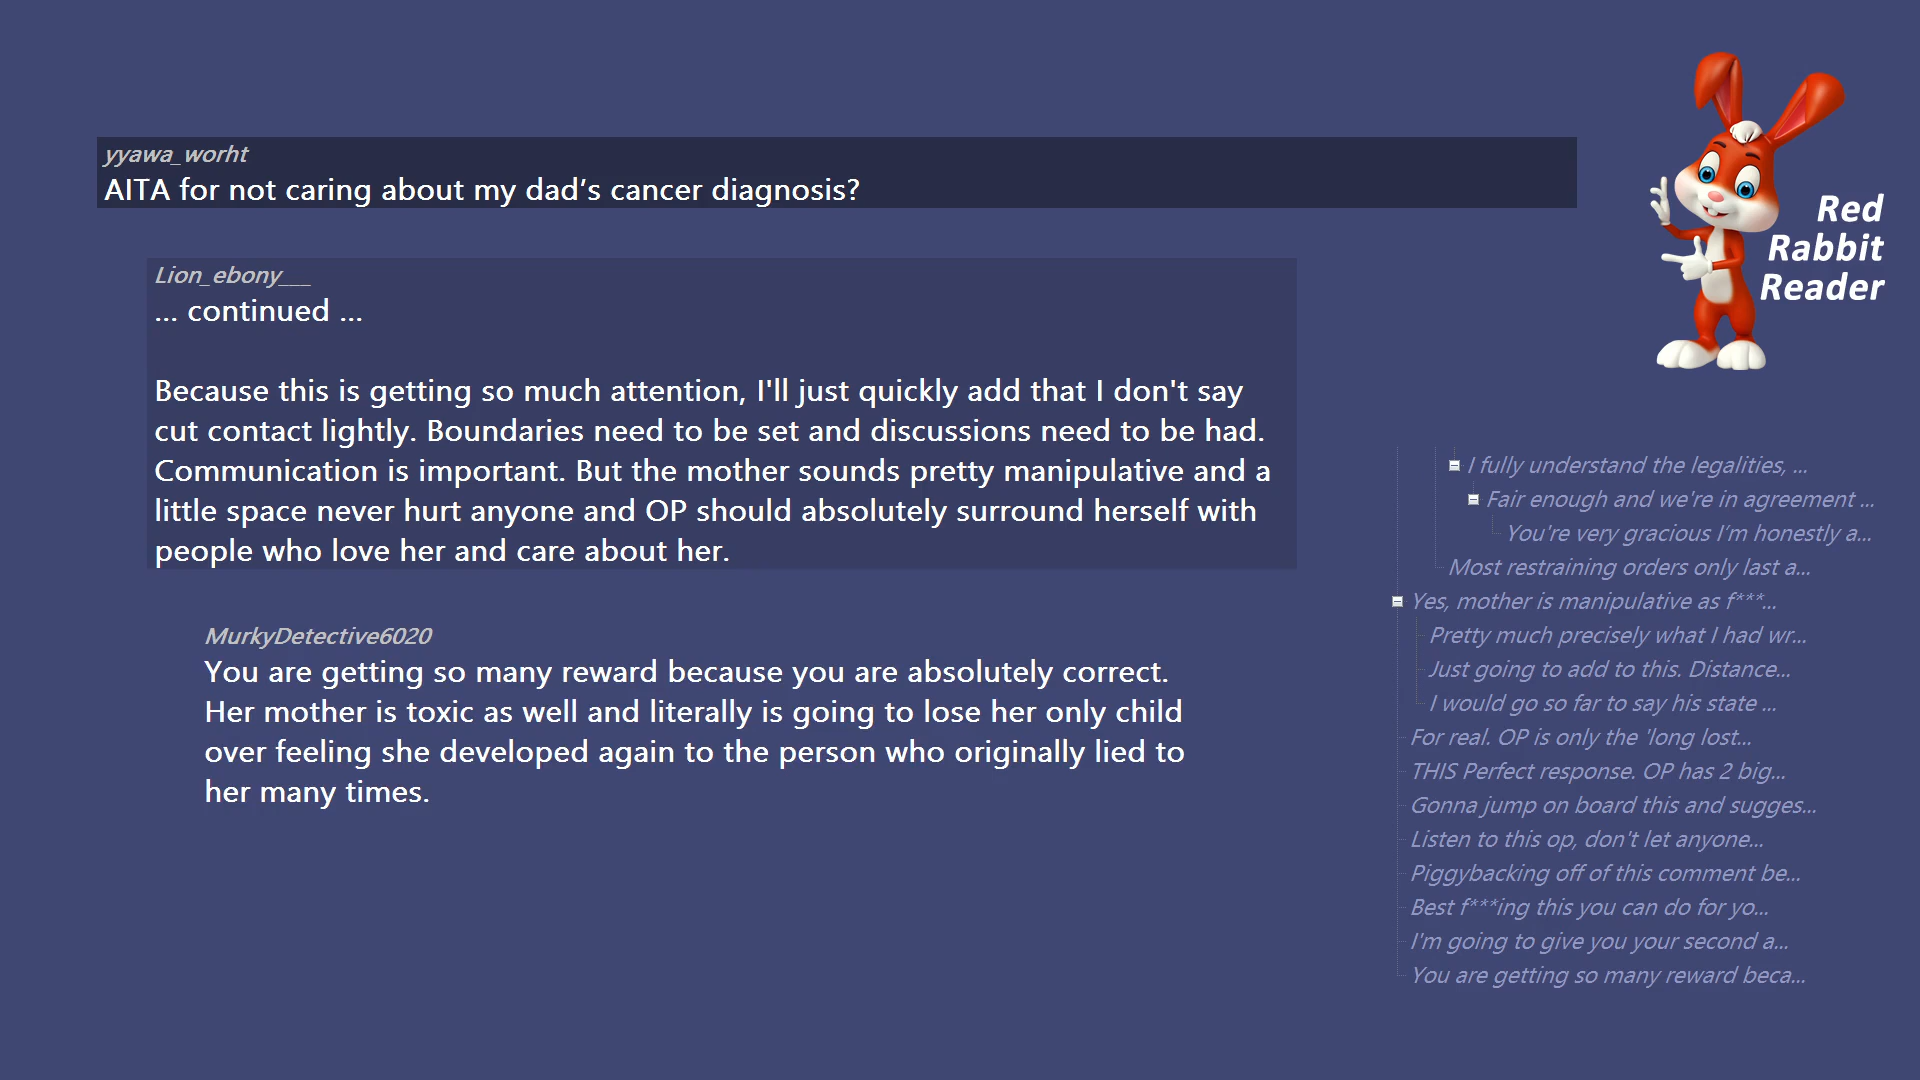 yyawa_worht
AITA for not caring about my dad’s cancer diagnosis?
Lion_ebony___
... continued ...
Because this is getting so much attention, I'll just quickly add that I don't say
cut contact lightly. Boundaries need to be set and discussions need to be had.
Communication is important. But the mother sounds pretty manipulative and a
little space never hurt anyone and OP should absolutely surround herself with
people who love her and care about her.
MurkyDetective6020
You are getting so many reward because you are absolutely correct.
Her mother is toxic as well and literally is going to lose her only child
over feeling she developed again to the person who originally lied to
her many times.
Red
Rabbit
Reader
I fully understand the legalities, ...
Fair enough and we're in agreement ...
You're very gracious I’m honestly a...
Most restraining orders only last a...
Yes, mother is manipulative as f***...
Pretty much precisely what I had wr...
Just going to add to this. Distance...
I would go so far to say his state ...
For real. OP is only the 'long lost...
THIS Perfect response. OP has 2 big...
Gonna jump on board this and sugges...
Listen to this op, don't let anyone...
Piggybacking off of this comment be...
Best f***ing this you can do for yo...
I'm going to give you your second a...
You are getting so many reward beca...